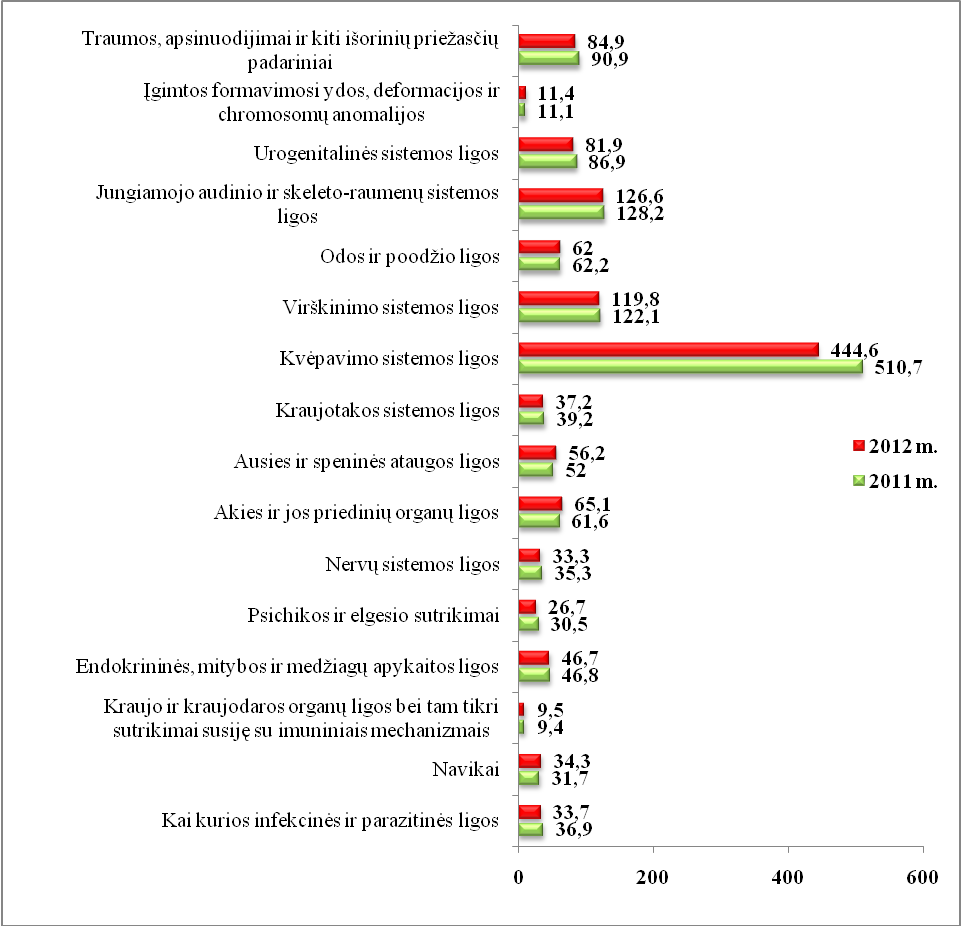 Traumos, apsinuodijimai ir kiti išorinių priežasčių
padariniai
84,9
90,9
Įgimtos formavimosi ydos, deformacijos ir
chromosomų anomalijos
11,4
11,1
Urogenitalinės sistemos ligos
81,9
86,9
Jungiamojo audinio ir skeleto-raumenų sistemos
ligos
126,6
128,2
Odos ir poodžio ligos
62
62,2
Virškinimo sistemos ligos
119,8
122,1
Kvėpavimo sistemos ligos
444,6
510,7
Kraujotakos sistemos ligos
37,2
39,2
Ausies ir speninės ataugos ligos
56,2
52
Akies ir jos priedinių organų ligos
65,1
61,6
Nervų sistemos ligos
33,3
35,3
Psichikos ir elgesio sutrikimai
26,7
30,5
Endokrininės, mitybos ir medžiagų apykaitos ligos
46,7
46,8
Kraujo ir kraujodaros organų ligos bei tam tikri
sutrikimai susiję su imuniniais mechanizmais
9,5
9,4
Navikai
34,3
31,7
Kai kurios infekcinės ir parazitinės ligos
33,7
36,9
2012 m.
2011 m.
0 200 400 600